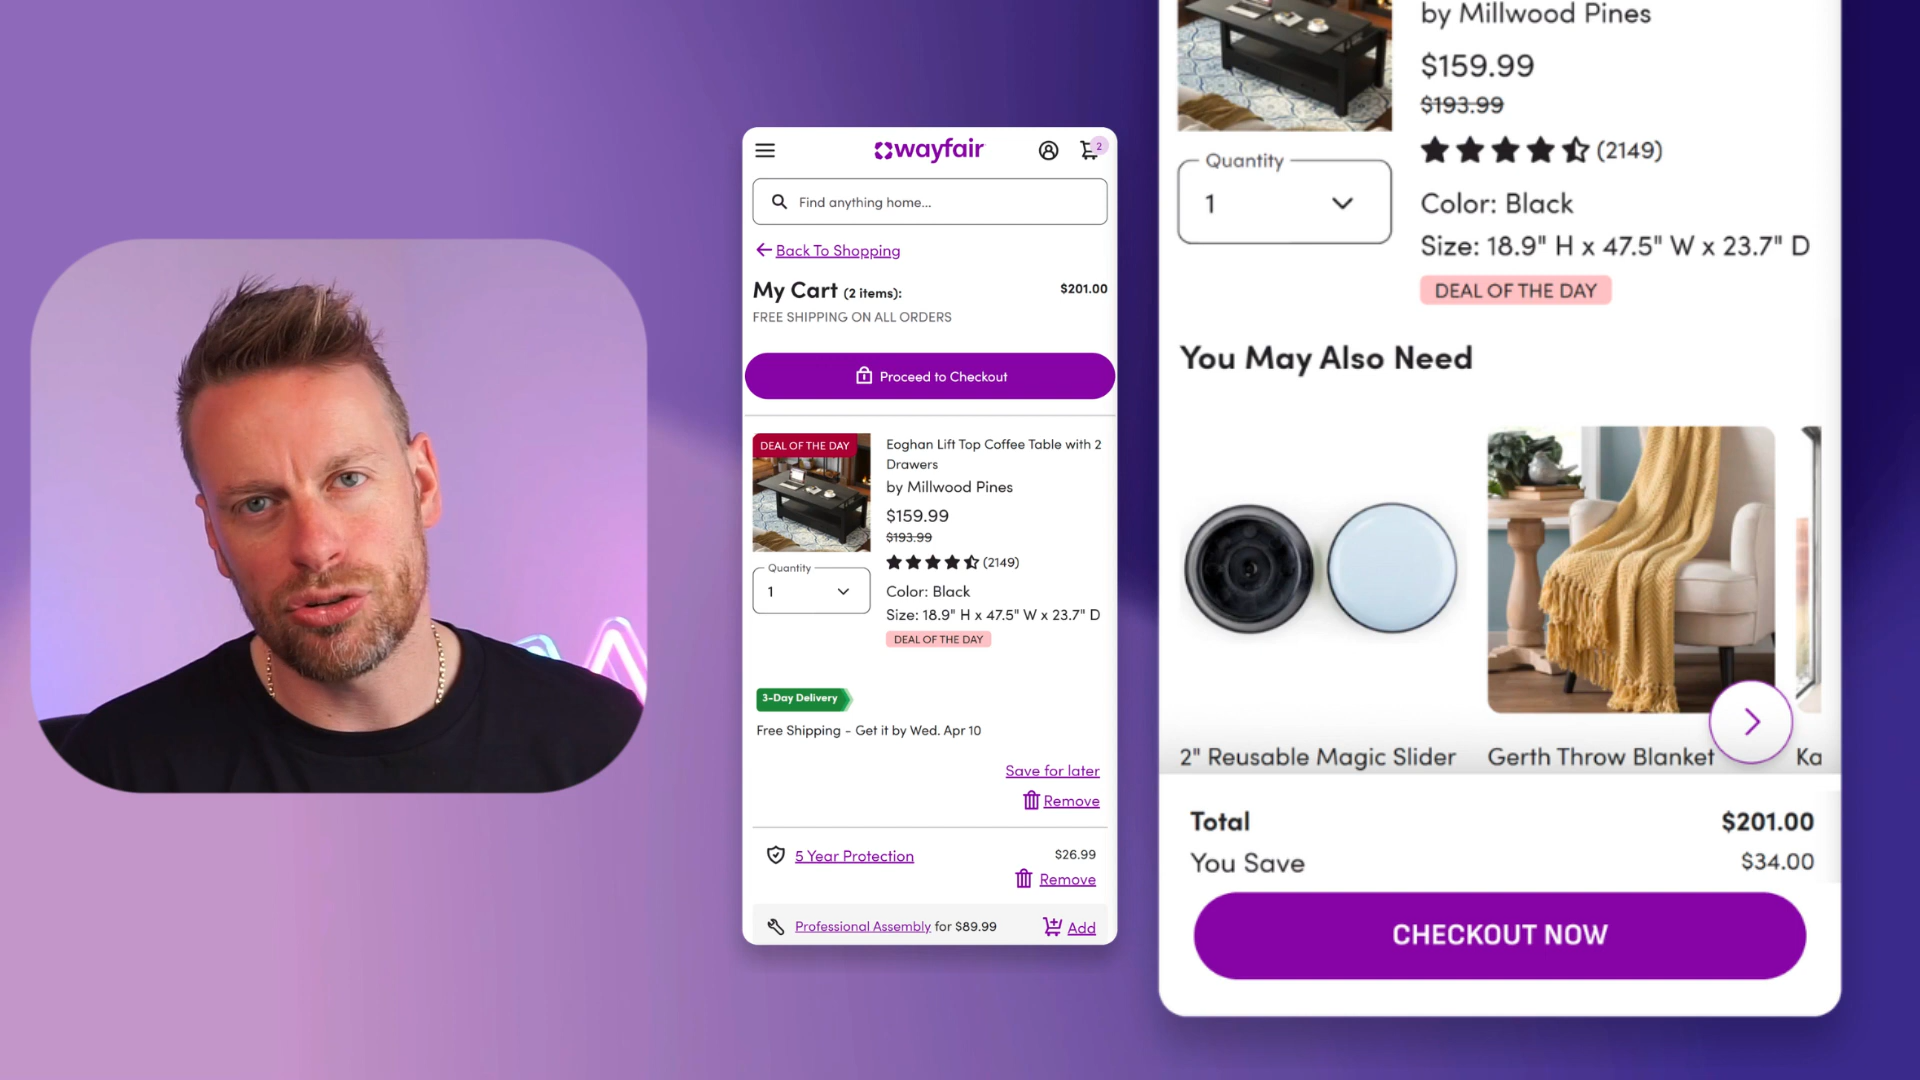 wayfair
2
Find anything home...
Back To Shopping
My Cart (2 items):
$201.00
FREE SHIPPING ON ALL ORDERS
Proceed to Checkout
DEAL OF THE DAY
Eoghan Lift Top Coffee Table with 2
Drawers
by Millwood Pines
$159.99
$193.99
(2149)
Quantity
1
Color: Black
Size: 18.9" H x 47.5" W x 23.7" D
DEAL OF THE DAY
3-Day Delivery
Free Shipping - Get it by Wed. Apr 10
Save for later
Remove
5 Year Protection
$26.99
Remove
Professional Assembly for $89.99
Add
by Millwood Pines
$159.99
$193.99
(2149)
Quantity
1
Color: Black
Size: 18.9" H x 47.5" W x 23.7" D
DEAL OF THE DAY
You May Also Need
2" Reusable Magic Slider
Gerth Throw Blanket
Ka
Total
$201.00
You Save
$34.00
CHECKOUT NOW